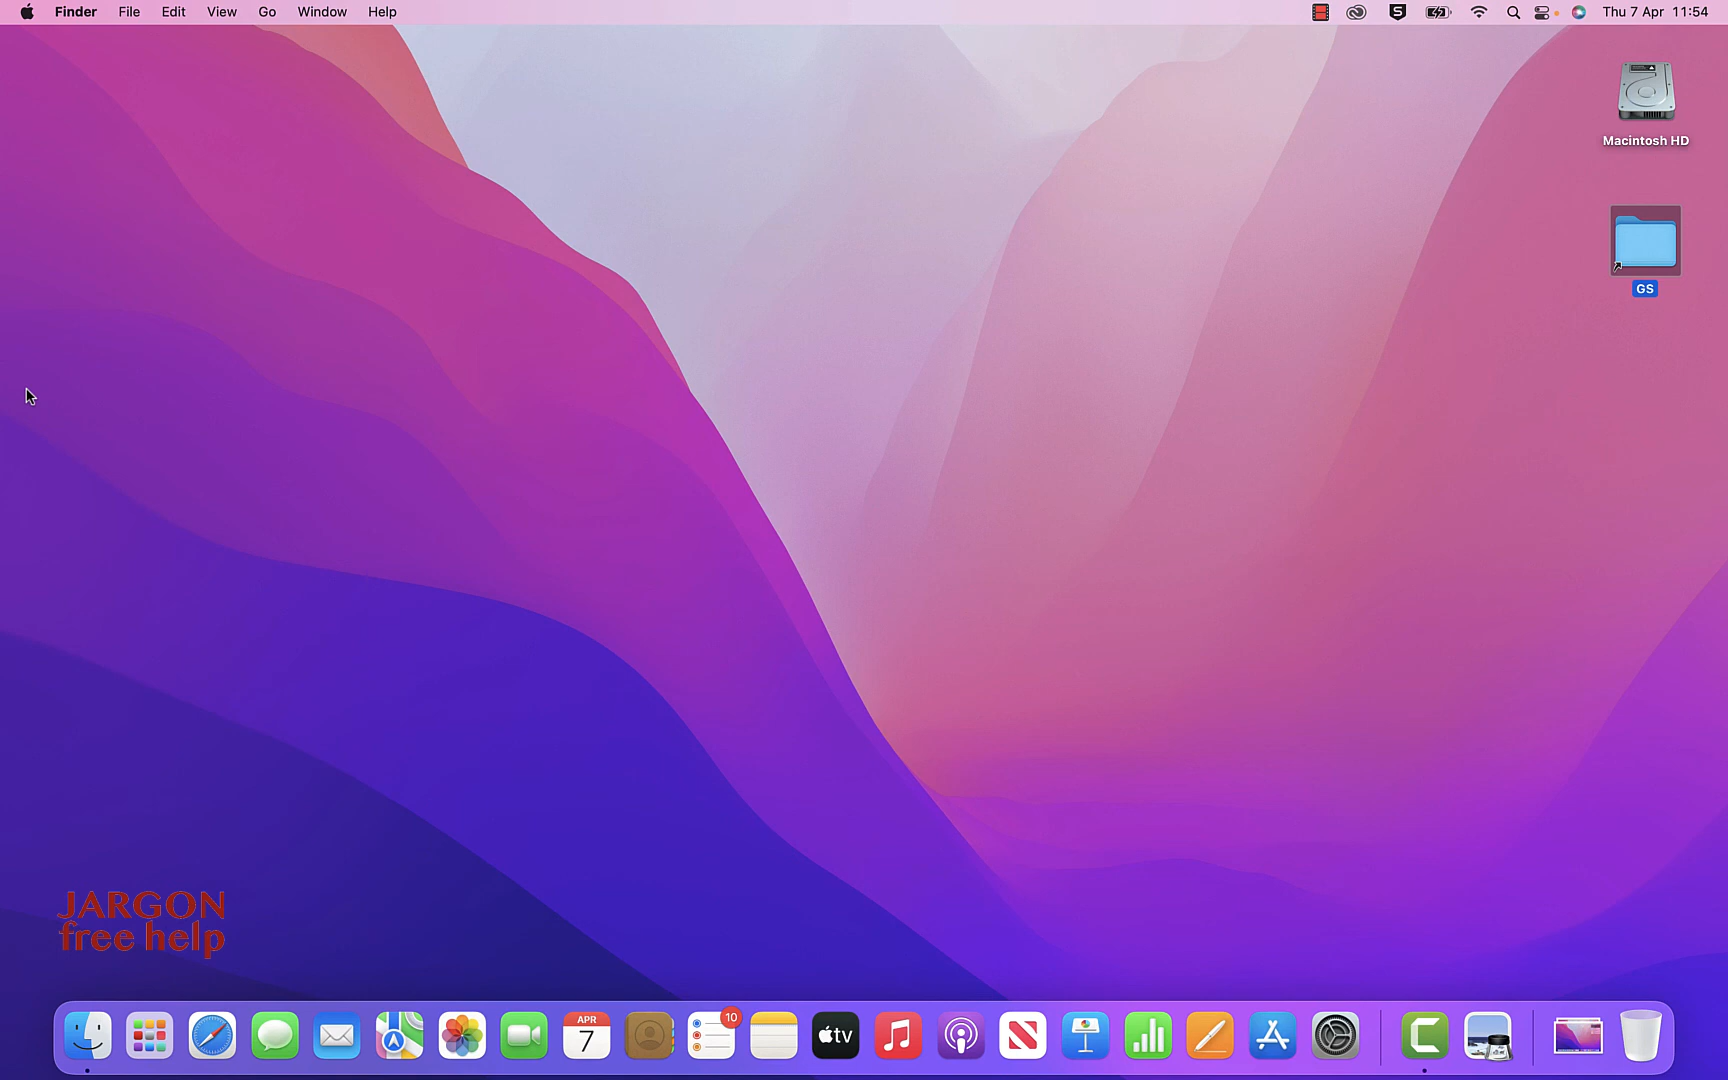 Finder File Edit View Go Window Help Thu 7 Apr 11:54
Macintosh HD
GS
JARGON
free help
APR
7
10
tv